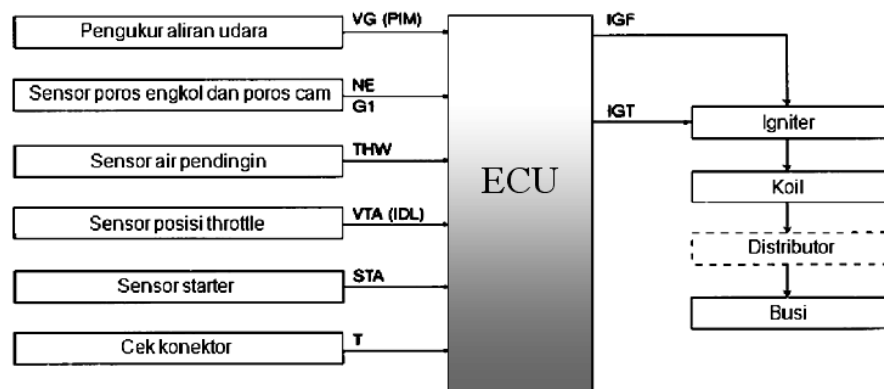 Pengukur aliran udara
VG (PIM)
Sensor poros engkol dan poros cam
NE
G1
Sensor air pendingin
THW
Sensor posisi throttle
VTA (IDL)
Sensor starter
STA
Cek konektor
T
ECU
IGF
IGT
Igniter
Koil
Distributor
Busi